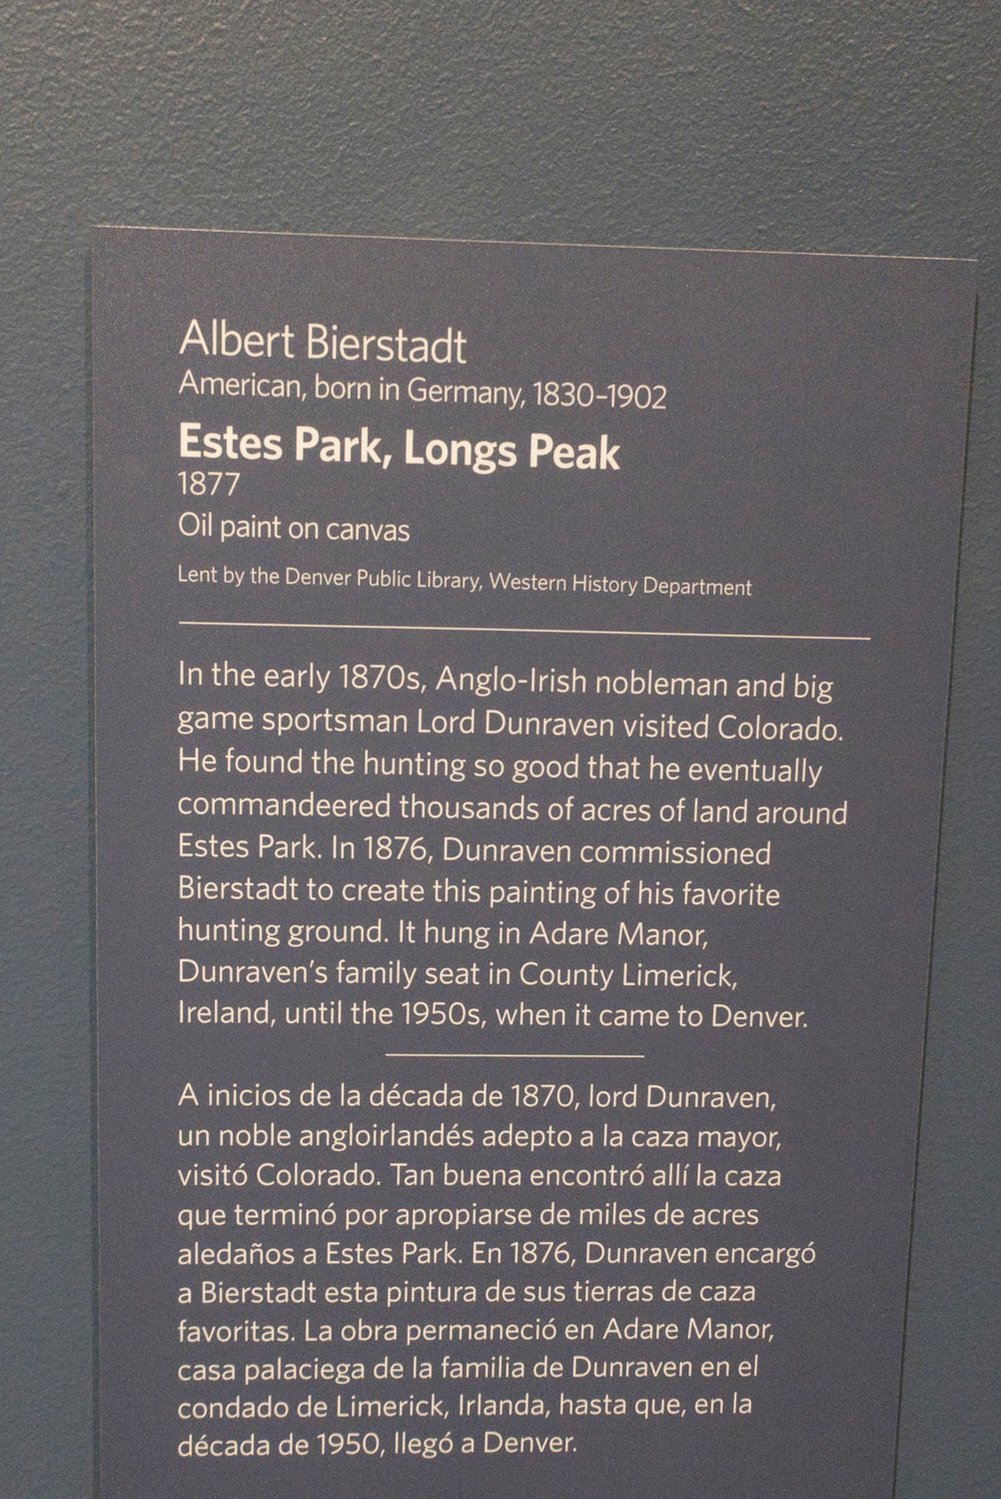 Albert Bierstadt
American, born in Germany, 1830–1902
Estes Park, Longs Peak
1877
Oil paint on canvas
Lent by the Denver Public Library, Western History Department
In the early 1870s, Anglo-Irish nobleman and big
game sportsman Lord Dunraven visited Colorado.
He found the hunting so good that he eventually
commandeered thousands of acres of land around
Estes Park. In 1876, Dunraven commissioned
Bierstadt to create this painting of his favorite
hunting ground. It hung in Adare Manor,
Dunraven's family seat in County Limerick,
Ireland, until the 1950s, when it came to Denver.
A inicios de la década de 1870, lord Dunraven,
un noble angloirlandés adepto a la caza mayor,
visitó Colorado. Tan buena encontró allí la caza
que terminó por apropiarse de miles de acres
aledaños a Estes Park. En 1876, Dunraven encargó
a Bierstadt esta pintura de sus tierras de caza
favoritas. La obra permaneció en Adare Manor,
casa palaciega de la familia de Dunraven en el
condado de Limerick, Irlanda, hasta que, en la
década de 1950, llegó a Denver.